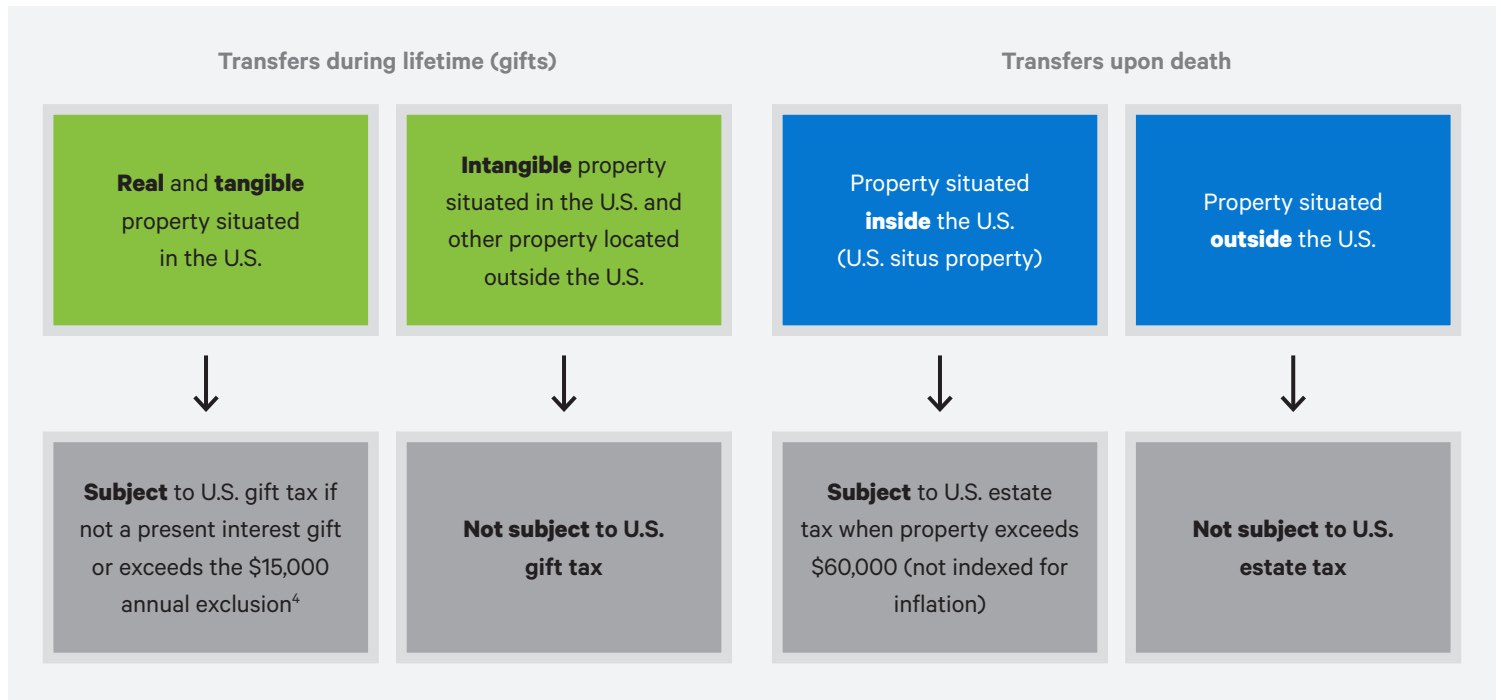 Transfers during lifetime (gifts)
Transfers upon death
Real and tangible
property situated
in the U.S.
Intangible property
situated in the U.S. and
other property located
outside the U.S.
Property situated
inside the U.S.
(U.S. situs property)
Property situated
outside the U.S.
Subject to U.S. gift tax if
not a present interest gift
or exceeds the $15,000
annual exclusion⁴
Not subject to U.S.
gift tax
Subject to U.S. estate
tax when property exceeds
$60,000 (not indexed for
inflation)
Not subject to U.S.
estate tax